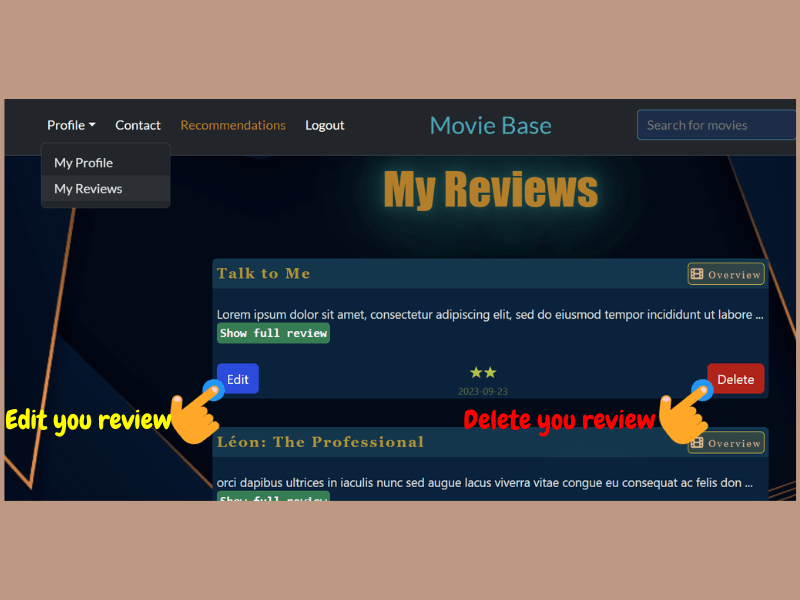 Profile Contact Recommendations Logout Movie Base Search for movies
My Profile
My Reviews
My Reviews
Talk to Me Overview
Lorem ipsum dolor sit amet, consectetur adipiscing elit, sed do eiusmod tempor incididunt ut labore ...
Show full review
Edit Delete
2023-09-23
Edit you review Delete you review
Léon: The Professional Overview
orci dapibus ultrices in iaculis nunc sed augue lacus viverra vitae congue eu consequat ac felis don ...
Show full review